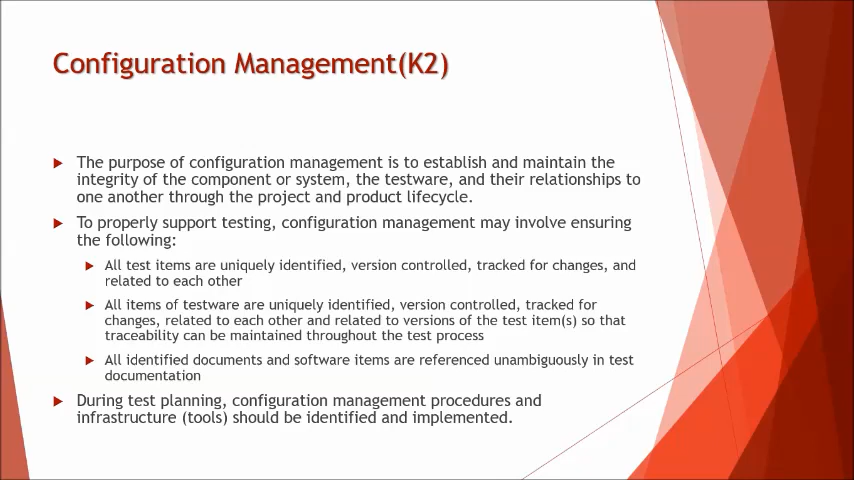 Configuration Management(K2)
The purpose of configuration management is to establish and maintain the
integrity of the component or system, the testware, and their relationships to
one another through the project and product lifecycle.
To properly support testing, configuration management may involve ensuring
the following:
All test items are uniquely identified, version controlled, tracked for changes, and
related to each other
All items of testware are uniquely identified, version controlled, tracked for
changes, related to each other and related to versions of the test item(s) so that
traceability can be maintained throughout the test process
All identified documents and software items are referenced unambiguously in test
documentation
During test planning, configuration management procedures and
infrastructure (tools) should be identified and implemented.